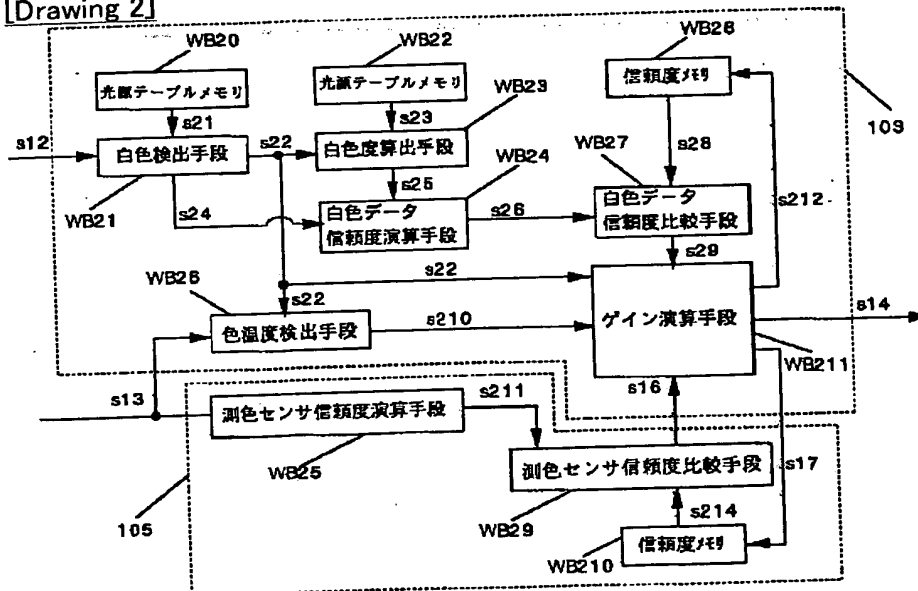 [Drawing 2]
WB20
WB22
WB26
光源テーブルメモリ
光源テーブルメモリ
信頼度メモリ
WB23
103
s21
s23
s12
白色検出手段
s22
白色度算出手段
WB24
WB27
s28
WB21
s24
s25
白色データ
信頼度演算手段
s26
白色データ
信頼度比較手段
s212
s29
WB28
s22
s22
色温度検出手段
s210
ゲイン演算手段
s14
WB211
s13
s16
測色センサ信頼度演算手段
s211
WB25
測色センサ信頼度比較手段
s17
105
WB29
s214
信頼度メモリ
WB210